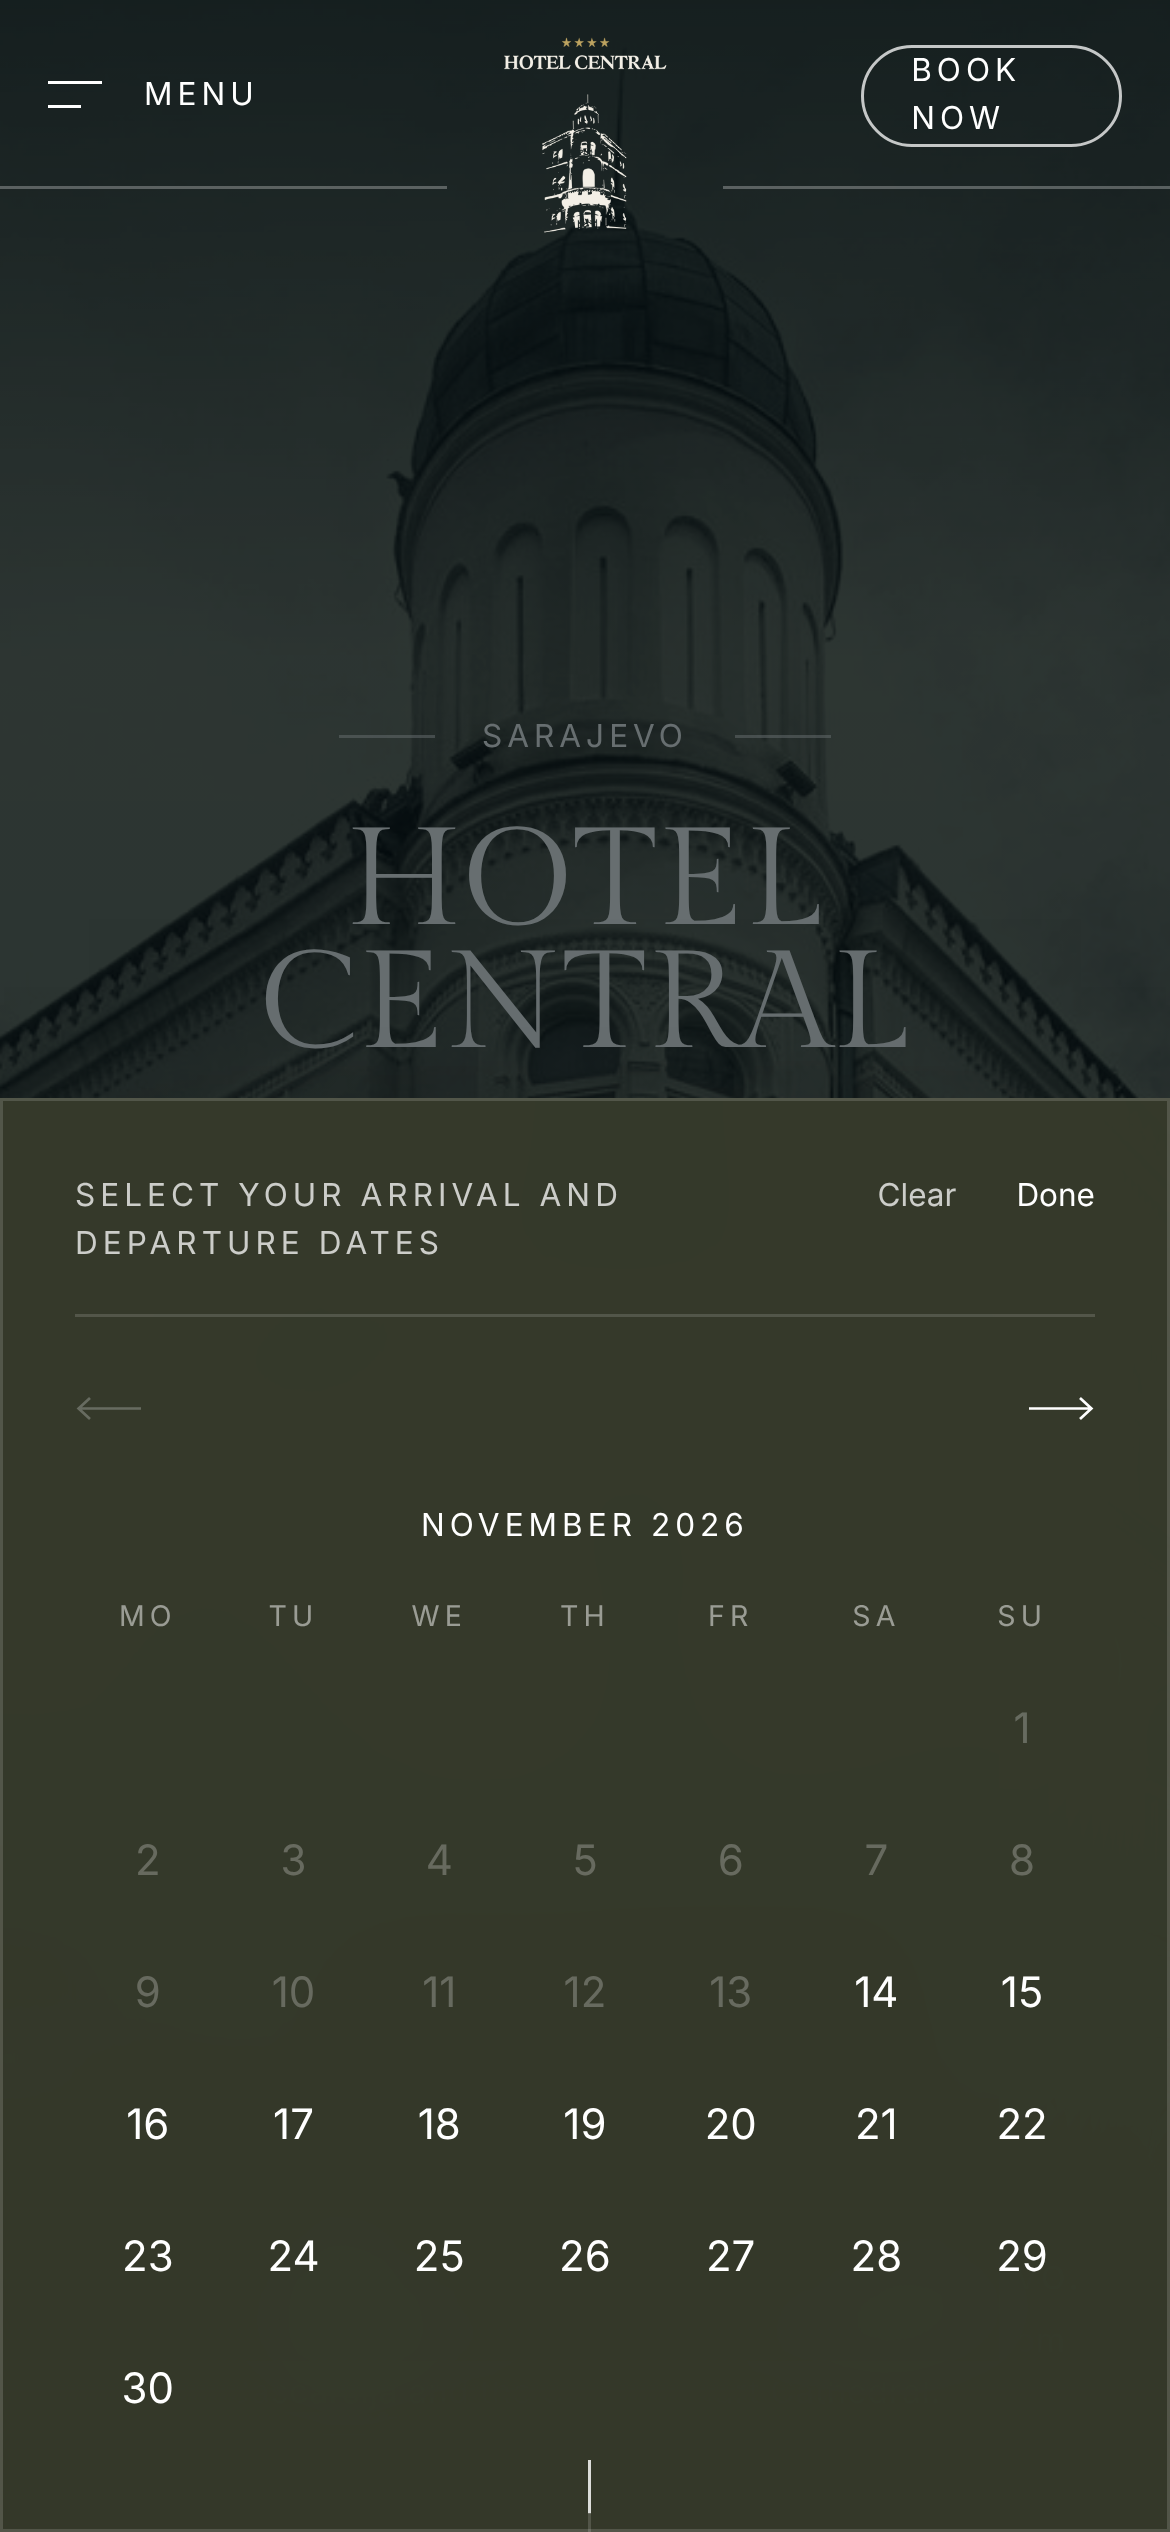 MENU
★★★★
HOTEL CENTRAL
BOOK
NOW
SARAJEVO
HOTEL
CENTRAL
SELECT YOUR ARRIVAL AND
DEPARTURE DATES
Clear Done
NOVEMBER 2026
MO TU WE TH FR SA SU
1
2 3 4 5 6 7 8
9 10 11 12 13 14 15
16 17 18 19 20 21 22
23 24 25 26 27 28 29
30